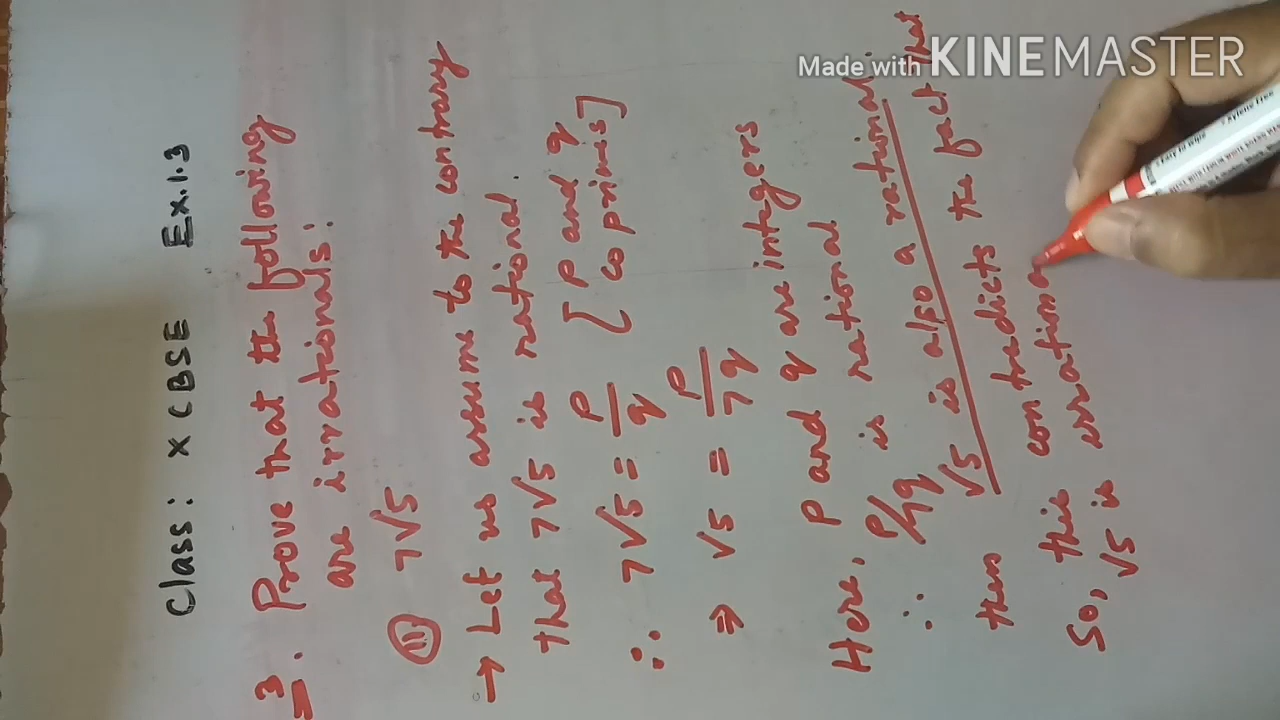 Class: X CBSE Ex.1.3
3. Prove that the following
are irrationals:
(ii) 7√5
→ Let us assume to the contrary
that 7√5 is rational.
∴ 7√5 = p/q [p and q
co primes]
⇒ √5 = p/7q
Here, p and q are integers
∴ p/7q is rational
√5 is also a rational.
then contradicts the fact that
So, this
√5 is errationa
Made with KINEMASTER